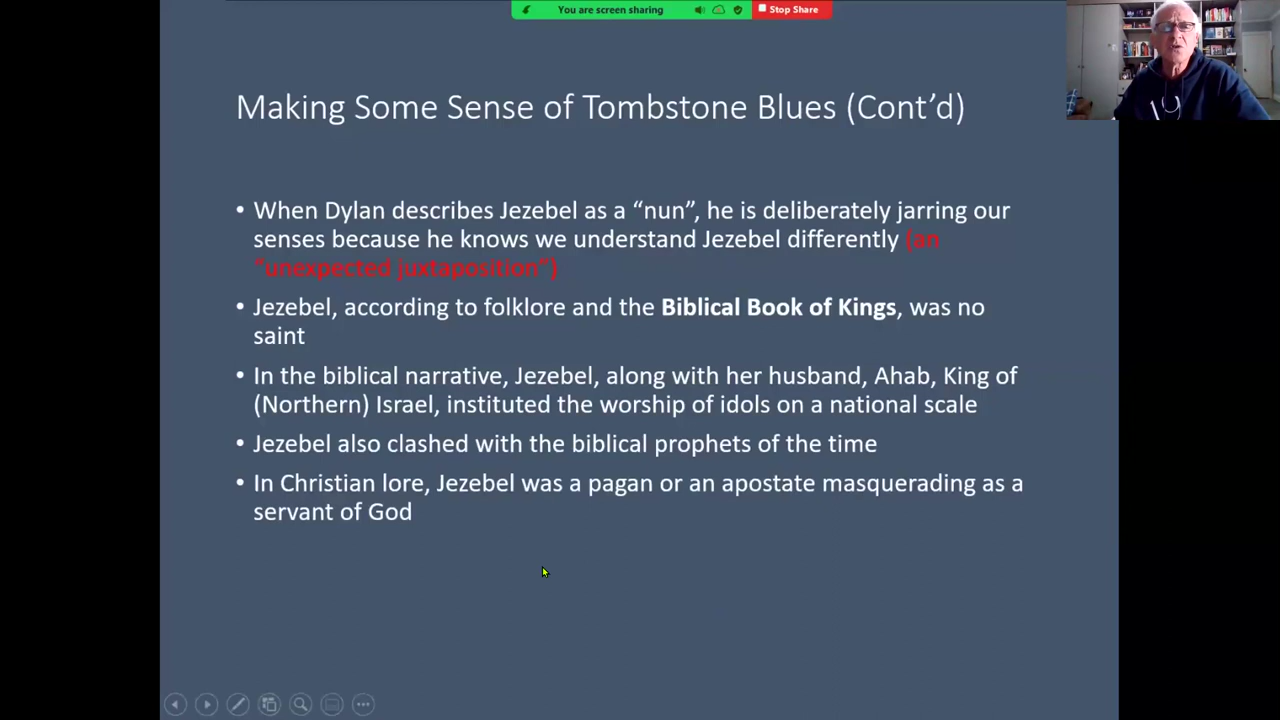 You are screen sharing
Stop Share
Making Some Sense of Tombstone Blues (Cont’d)
• When Dylan describes Jezebel as a “nun”, he is deliberately jarring our
senses because he knows we understand Jezebel differently (an
“unexpected juxtaposition”)
• Jezebel, according to folklore and the Biblical Book of Kings, was no
saint
• In the biblical narrative, Jezebel, along with her husband, Ahab, King of
(Northern) Israel, instituted the worship of idols on a national scale
• Jezebel also clashed with the biblical prophets of the time
• In Christian lore, Jezebel was a pagan or an apostate masquerading as a
servant of God